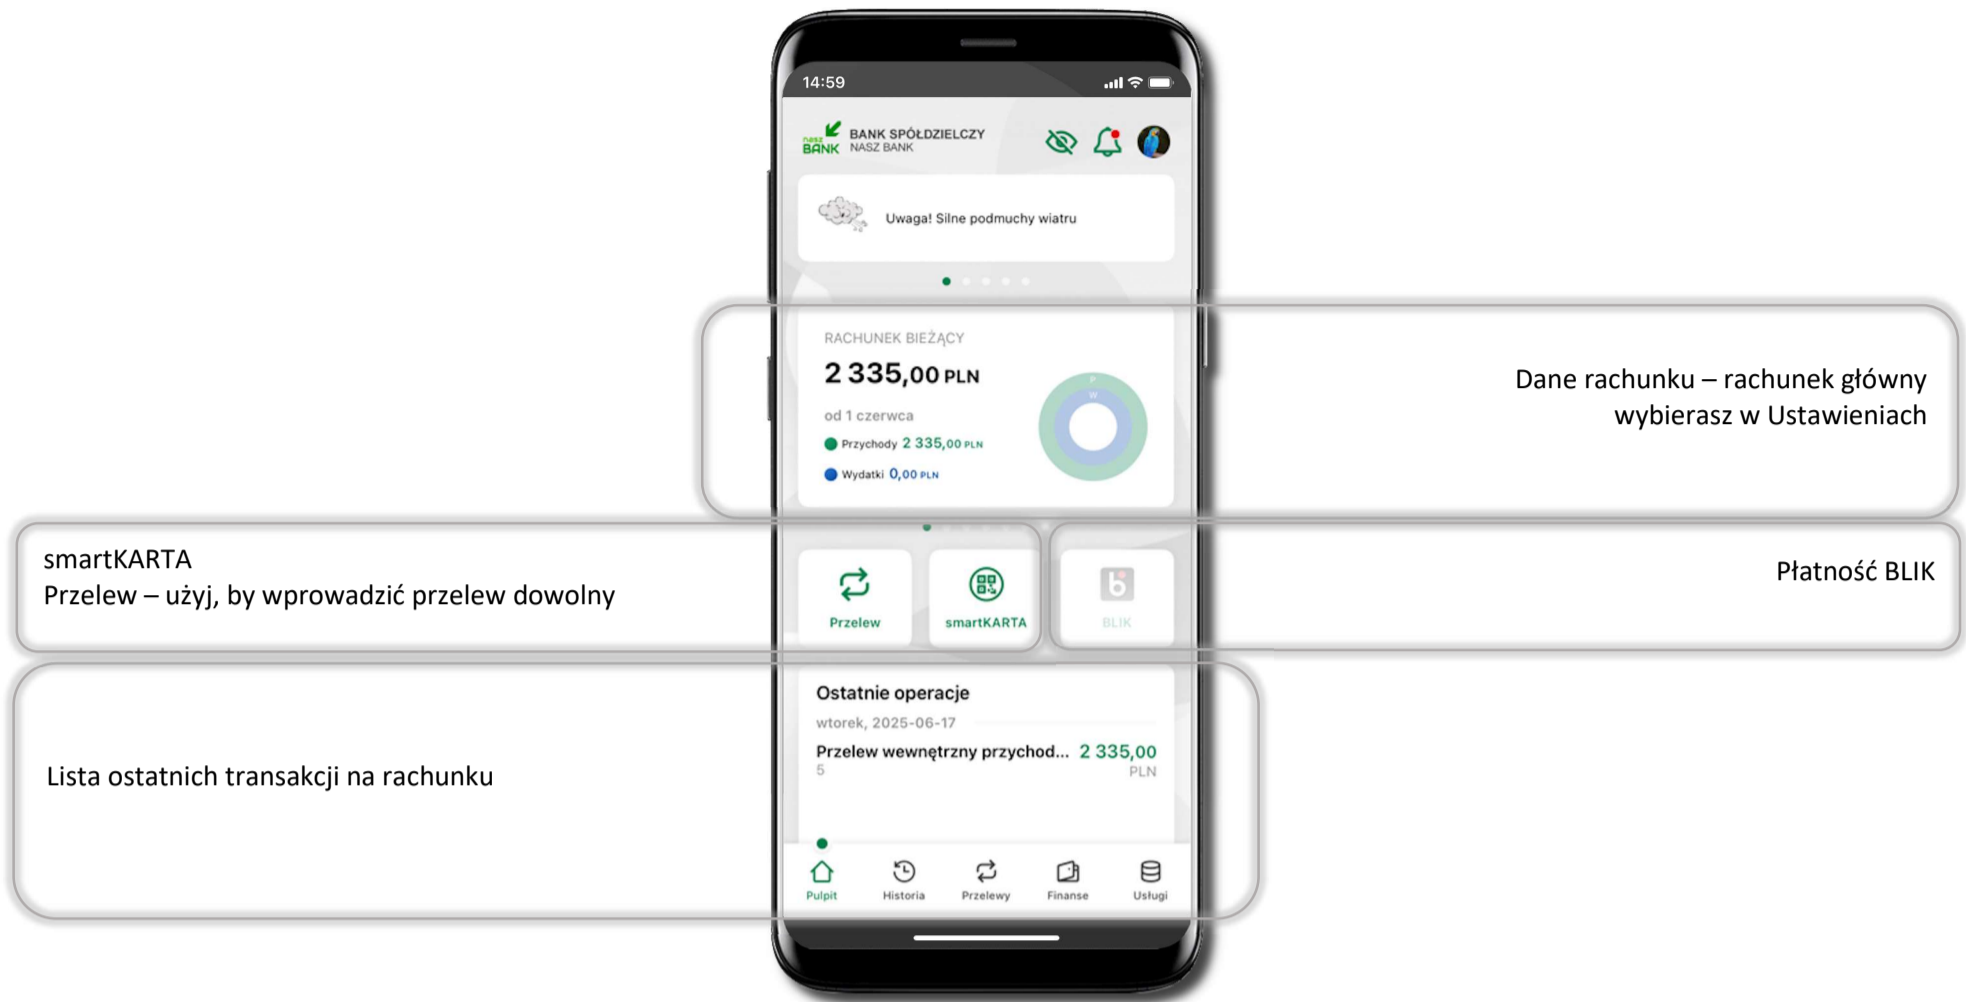 14:59
nasz
BANK
BANK SPÓŁDZIELCZY
NASZ BANK
Uwaga! Silne podmuchy wiatru
RACHUNEK BIEŻĄCY
2 335,00 PLN
od 1 czerwca
Przychody 2 335,00 PLN
Wydatki 0,00 PLN
P
W
Dane rachunku – rachunek główny
wybierasz w Ustawieniach
smartKARTA
Przelew – użyj, by wprowadzić przelew dowolny
Przelew
smartKARTA
BLIK
Płatność BLIK
Ostatnie operacje
wtorek, 2025-06-17
Przelew wewnętrzny przychod... 2 335,00
5 PLN
Lista ostatnich transakcji na rachunku
Pulpit
Historia
Przelewy
Finanse
Usługi